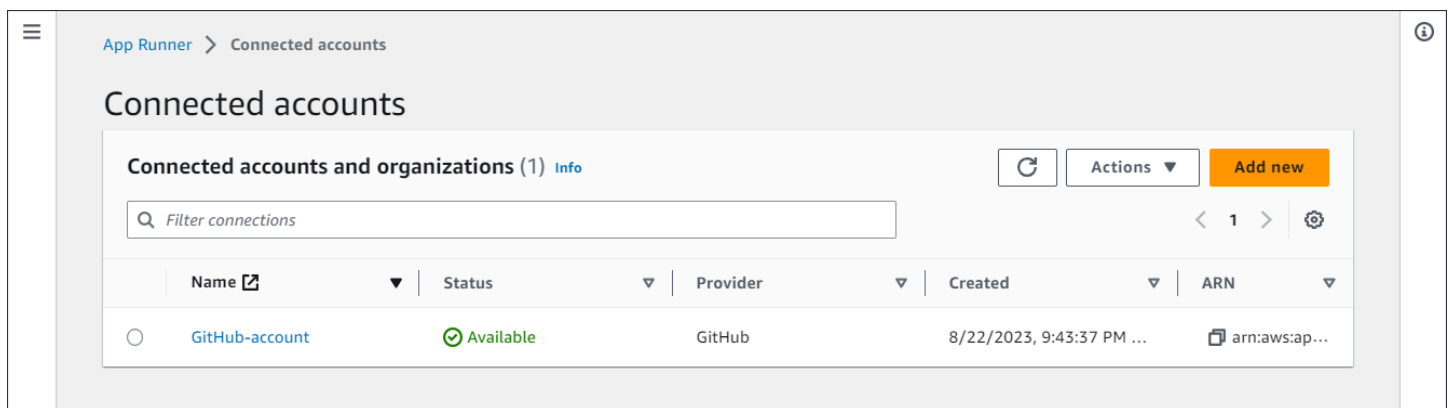 App Runner > Connected accounts
Connected accounts
Connected accounts and organizations (1) Info
Actions
Add new
Filter connections
1
Name Status Provider Created ARN
GitHub-account Available GitHub 8/22/2023, 9:43:37 PM ... arn:aws:ap...